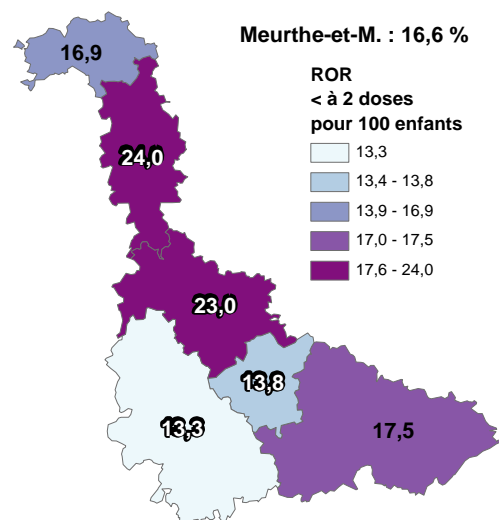 Meurthe-et-M. : 16,6 %
ROR
< à 2 doses
pour 100 enfants
13,3
13,4 - 13,8
13,9 - 16,9
17,0 - 17,5
17,6 - 24,0
16,9
24,0
23,0
13,8
13,3
17,5